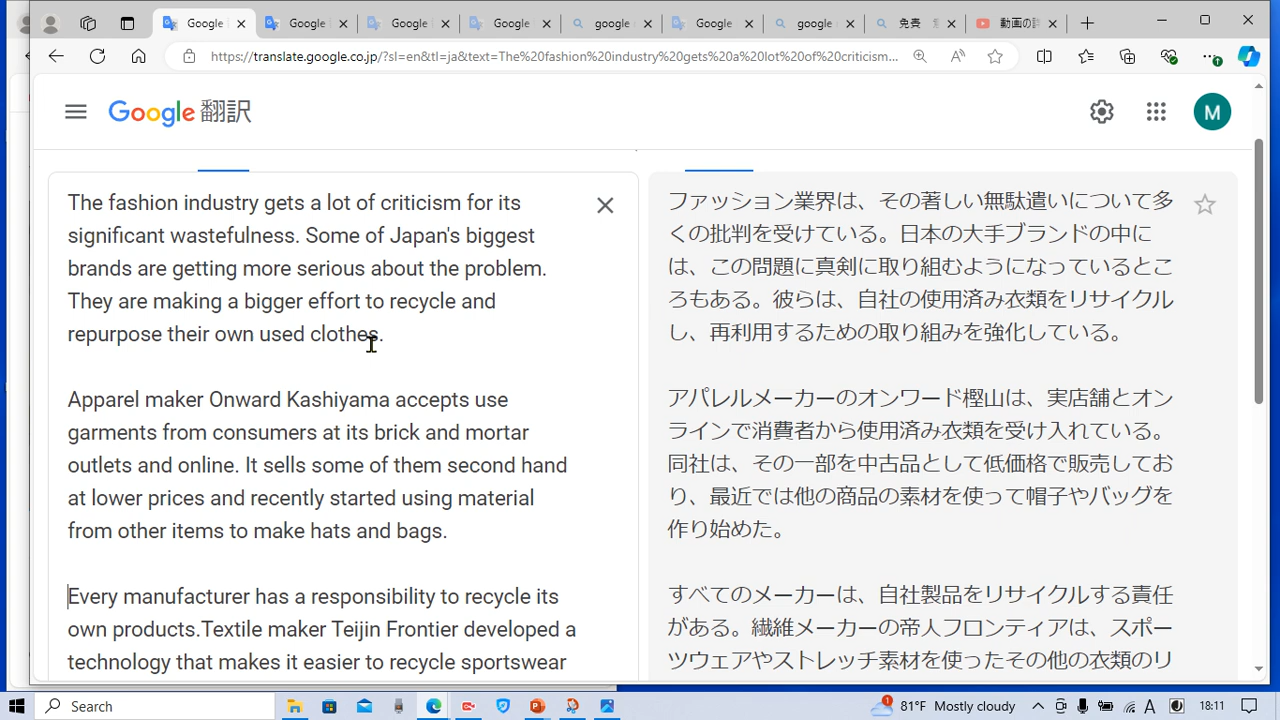 Google
Google
Google
Google
google
Google
google
免責
動画の
https://translate.google.co.jp/?sl=en&tl=ja&text=The%20fashion%20industry%20gets%20a%20lot%20of%20criticism...
Google 翻訳
M
The fashion industry gets a lot of criticism for its
significant wastefulness. Some of Japan's biggest
brands are getting more serious about the problem.
They are making a bigger effort to recycle and
repurpose their own used clothes.
Apparel maker Onward Kashiyama accepts use
garments from consumers at its brick and mortar
outlets and online. It sells some of them second hand
at lower prices and recently started using material
from other items to make hats and bags.
Every manufacturer has a responsibility to recycle its
own products.Textile maker Teijin Frontier developed a
technology that makes it easier to recycle sportswear
ファッション業界は、その著しい無駄遣いについて多
くの批判を受けている。日本の大手ブランドの中に
は、この問題に真剣に取り組むようになっているとこ
ろもある。彼らは、自社の使用済み衣類をリサイクル
し、再利用するための取り組みを強化している。
アパレルメーカーのオンワード樫山は、実店舗とオン
ラインで消費者から使用済み衣類を受け入れている。
同社は、その一部を中古品として低価格で販売してお
り、最近では他の商品の素材を使って帽子やバッグを
作り始めた。
すべてのメーカーは、自社製品をリサイクルする責任
がある。繊維メーカーの帝人フロンティアは、スポー
ツウェアやストレッチ素材を使ったその他の衣類のリ
Search
1
81°F Mostly cloudy
A
18:11